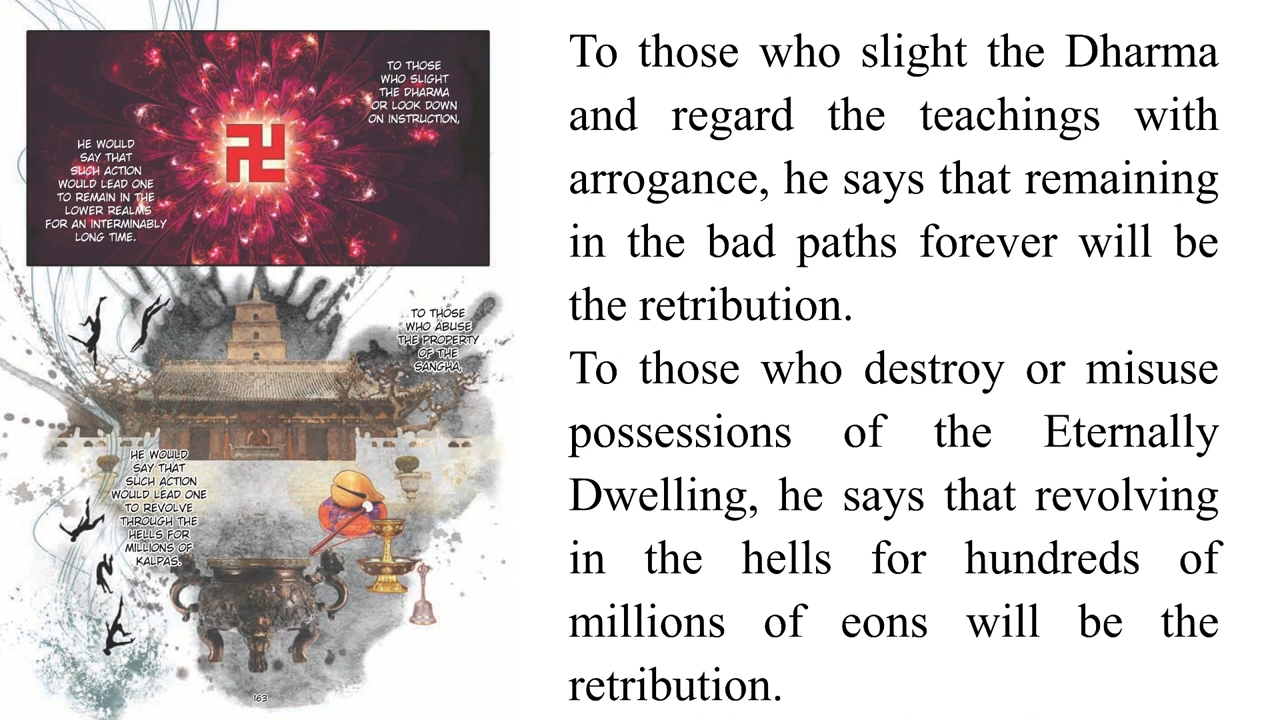 TO THOSE
WHO SLIGHT
THE DHARMA
OR LOOK DOWN
ON INSTRUCTION,
HE WOULD
SAY THAT
SUCH ACTION
WOULD LEAD ONE
TO REMAIN IN THE
LOWER REALMS
FOR AN INTERMINABLY
LONG TIME.
TO THOSE
WHO ABUSE
THE PROPERTY
OF THE
SANGHA,
HE WOULD
SAY THAT
SUCH ACTION
WOULD LEAD ONE
TO REVOLVE
THROUGH THE
HELLS FOR
MILLIONS OF
KALPAS.
163
To those who slight the Dharma
and regard the teachings with
arrogance, he says that remaining
in the bad paths forever will be
the retribution.
To those who destroy or misuse
possessions of the Eternally
Dwelling, he says that revolving
in the hells for hundreds of
millions of eons will be the
retribution.